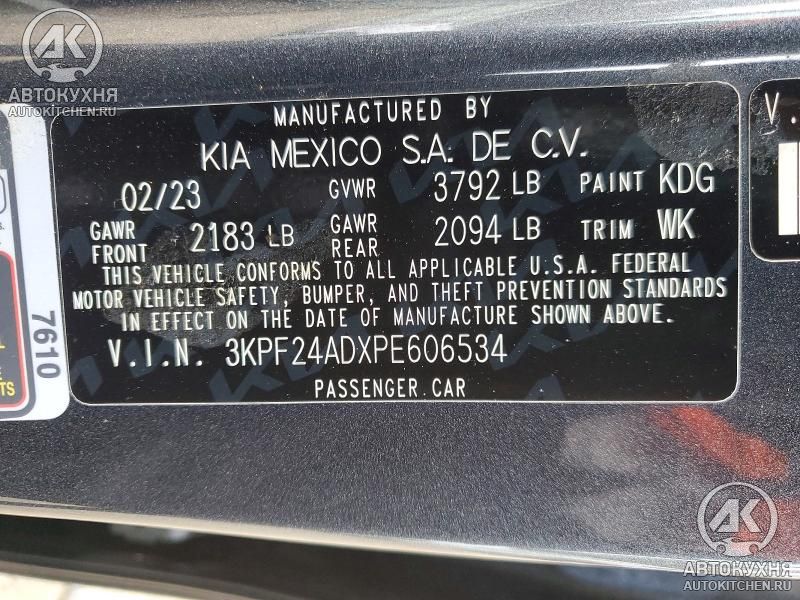 AK
АВТОКУХНЯ
AUTOKITCHEN.RU
MANUFACTURED BY
KIA MEXICO S.A. DE C.V.
02/23 GVWR 3792 LB PAINT KDG
GAWR FRONT 2183 LB GAWR REAR 2094 LB TRIM WK
THIS VEHICLE CONFORMS TO ALL APPLICABLE U.S.A. FEDERAL
MOTOR VEHICLE SAFETY, BUMPER, AND THEFT PREVENTION STANDARDS
IN EFFECT ON THE DATE OF MANUFACTURE SHOWN ABOVE.
V.I.N. 3KPF24ADXPE606534
PASSENGER CAR
7610
V.
AK
АВТОКУХНЯ
AUTOKITCHEN.RU